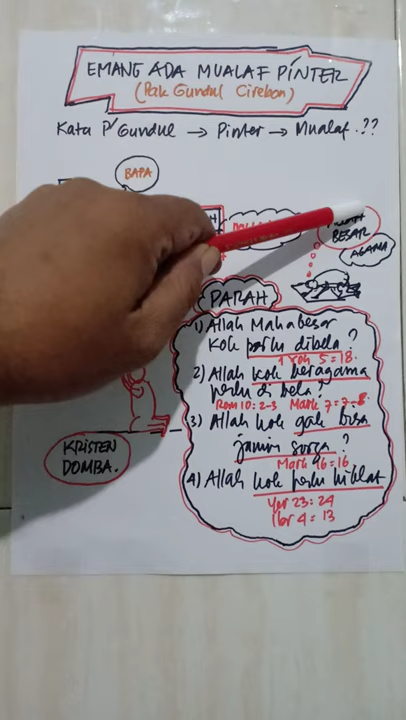 EMANG ADA MUALAF PINTER
(Pak Gundul Cirebon)
Kata P' Gundul → Pinter → Mualaf .??
BAPA
BESAR
AGAMA
PARAH
1) Allah Mahabesar
Kok perlu dibela ?
1 Yoh 5 = 18.
2) Allah kok beragama
perlu di bela ?
Rom 10 : 2-3 Mark 7 = 7-8
3) Allah kok gak bisa
jamin sorga ?
Mark 16 = 16
4) Allah kok perlu kiblat
Yer 23 : 24
Ibr 4 = 13
KRISTEN
DOMBA.